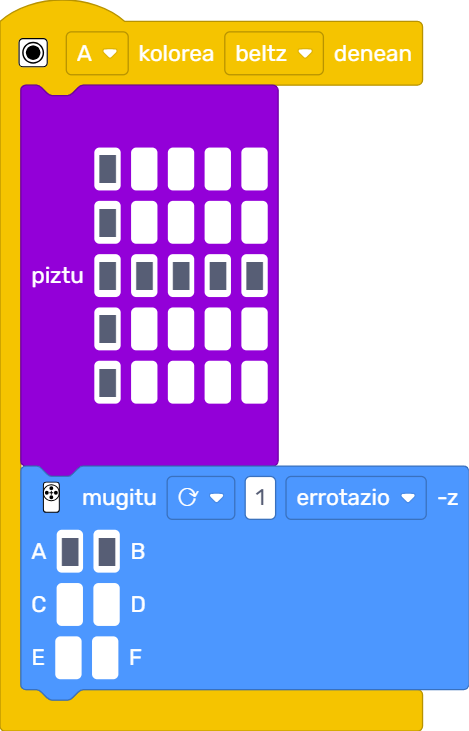 A kolorea beltz denean
piztu
mugitu 1 errotazio -z
A B
C D
E F